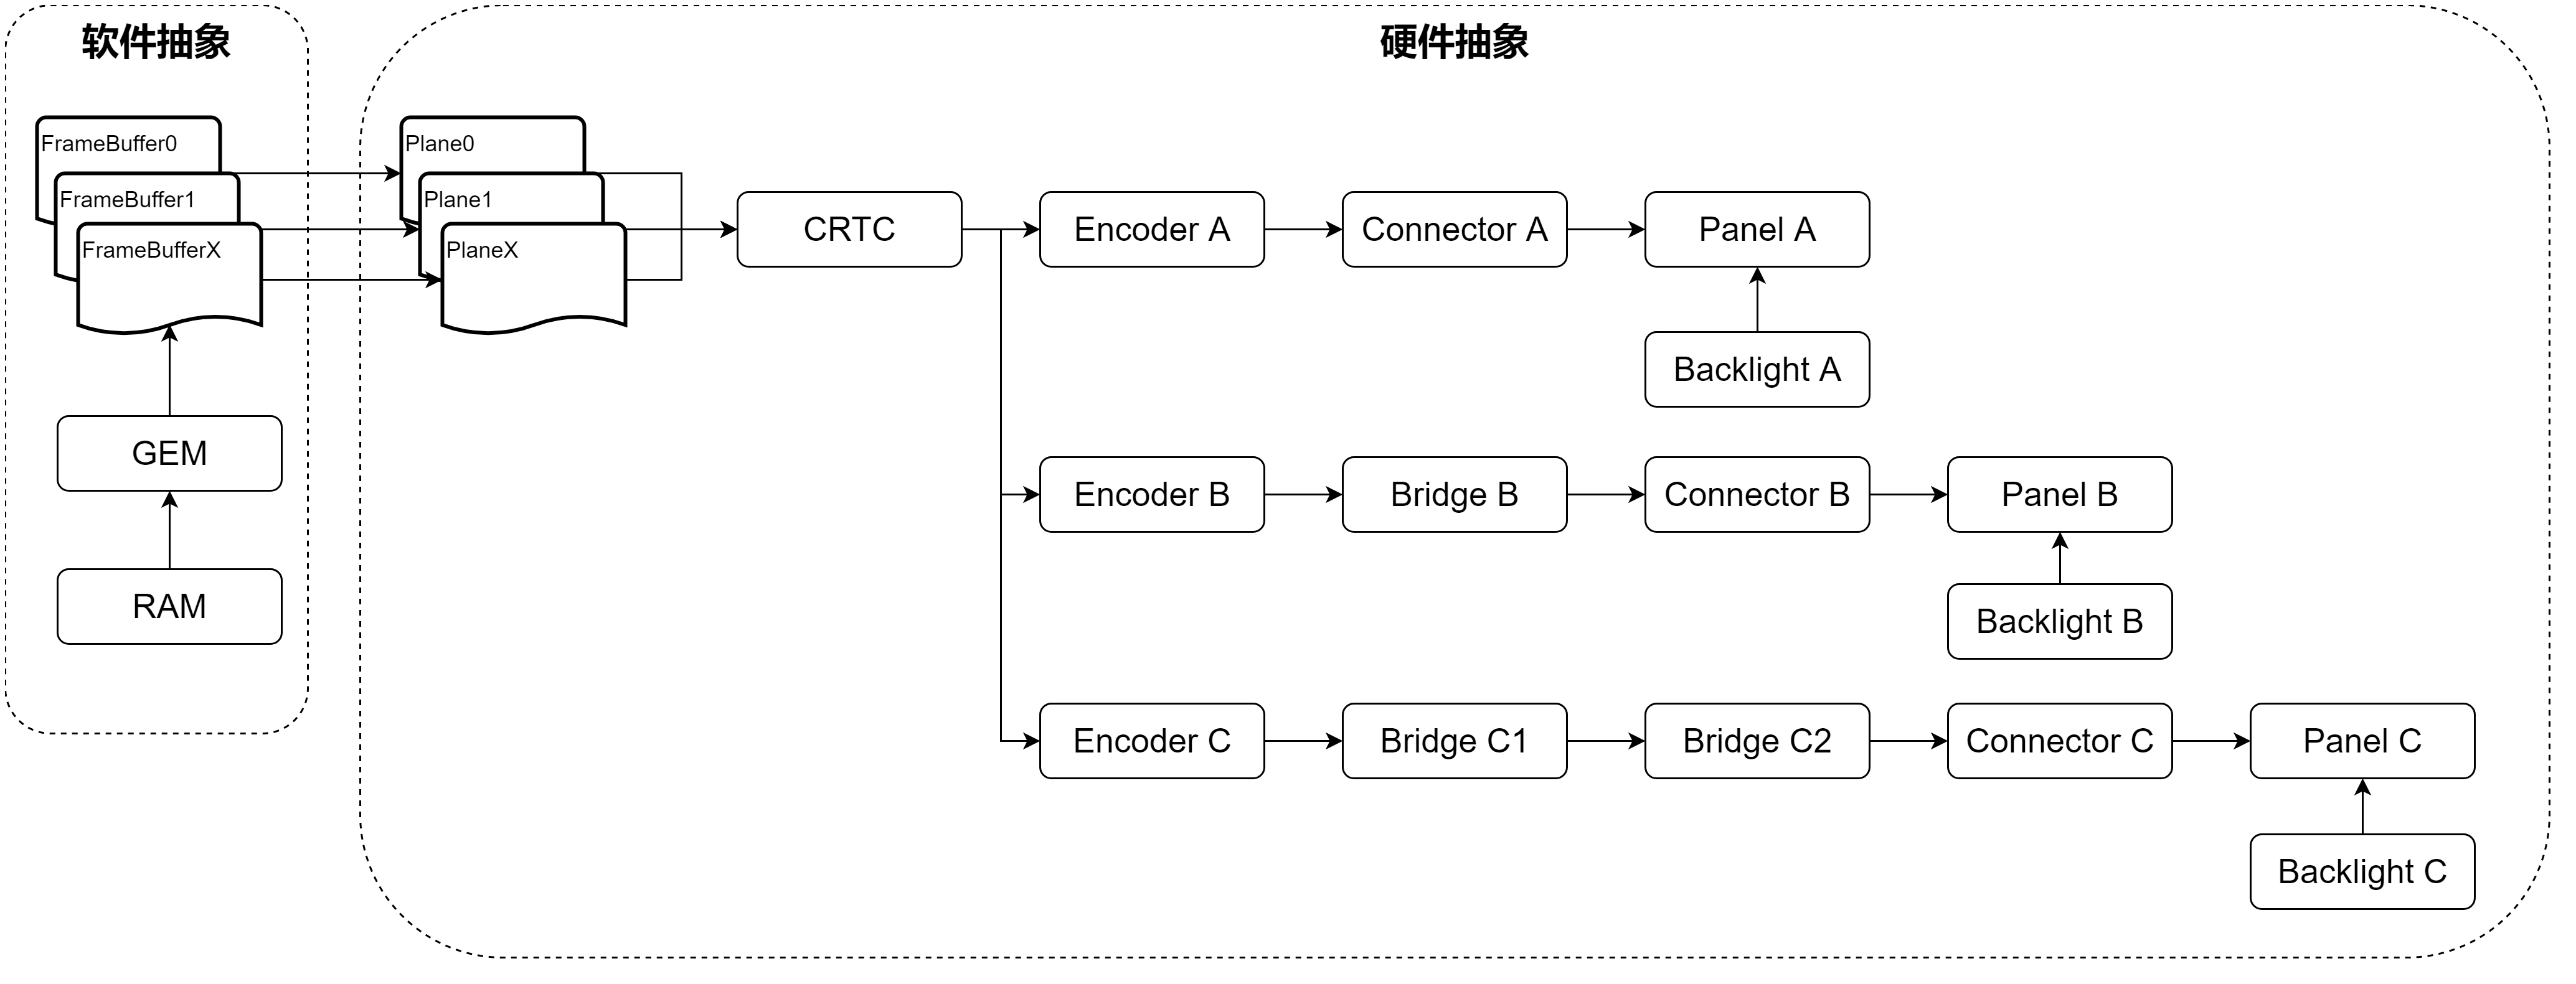 软件抽象
FrameBuffer0
FrameBuffer1
FrameBufferX
GEM
RAM
硬件抽象
Plane0
Plane1
PlaneX
CRTC
Encoder A
Connector A
Panel A
Backlight A
Encoder B
Bridge B
Connector B
Panel B
Backlight B
Encoder C
Bridge C1
Bridge C2
Connector C
Panel C
Backlight C